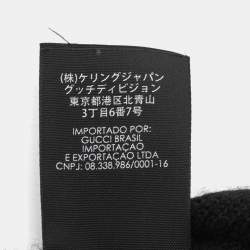 (株)ケリングジャパン
グッチディビジョン
東京都港区北青山
3丁目6番7号
IMPORTADO POR:
GUCCI BRASIL
IMPORTAÇAO
E EXPORTAÇAO LTDA
CNPJ: 08.338.986/0001-16